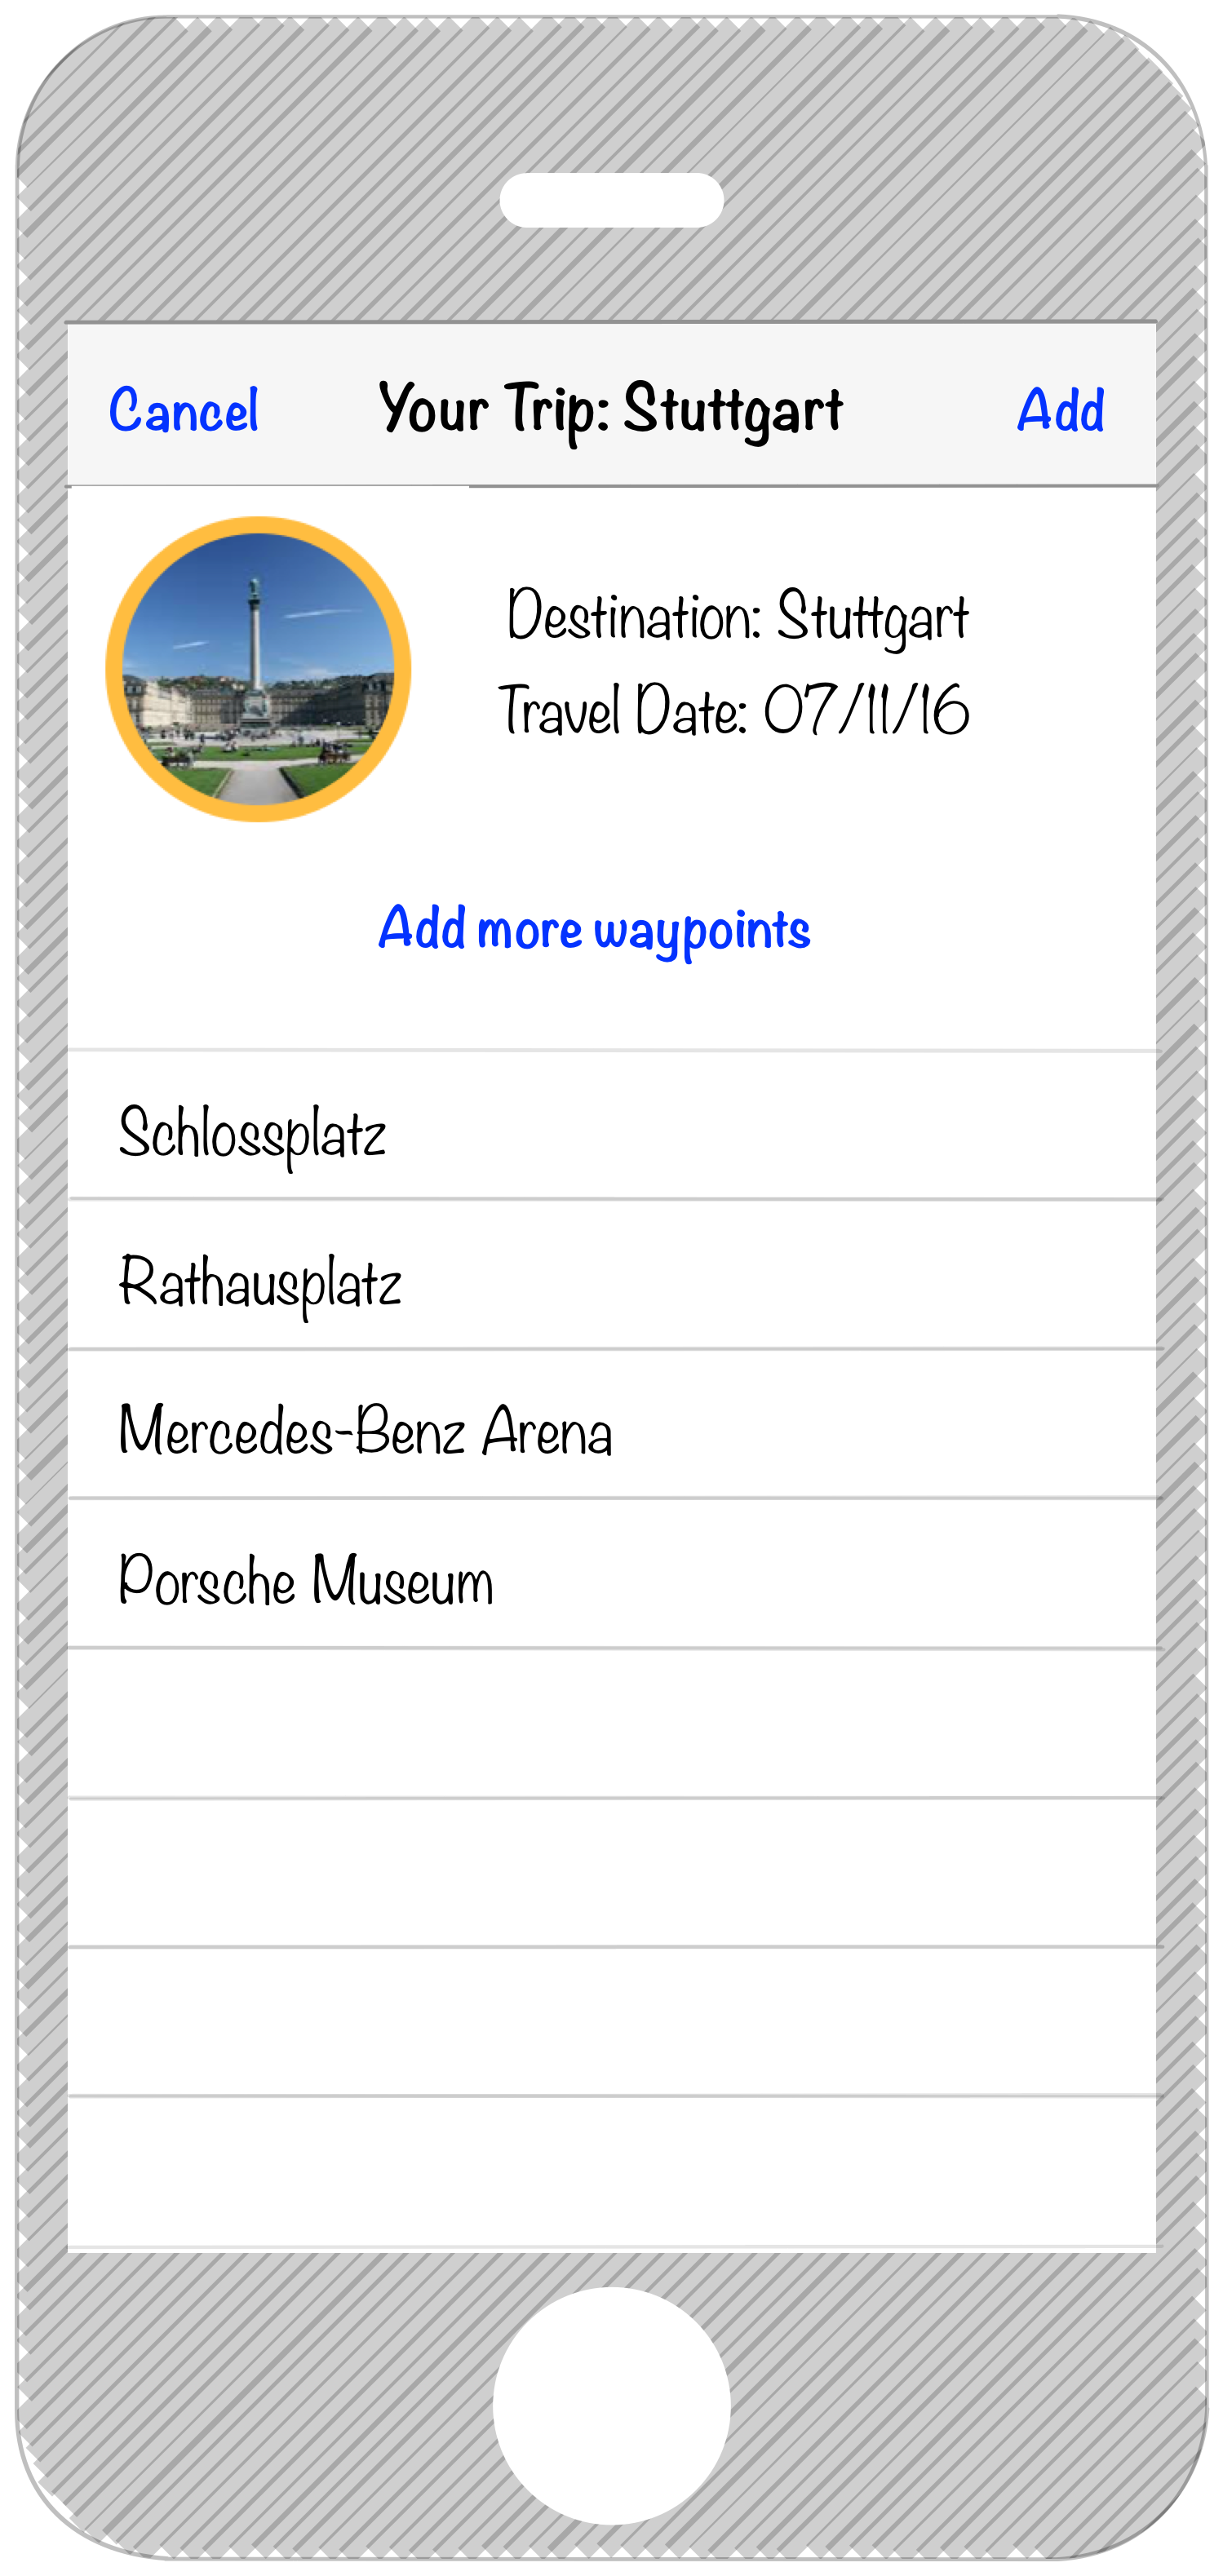 Cancel Your Trip: Stuttgart Add
Destination: Stuttgart
Travel Date: 07/11/16
Add more waypoints
Schlossplatz
Rathausplatz
Mercedes-Benz Arena
Porsche Museum